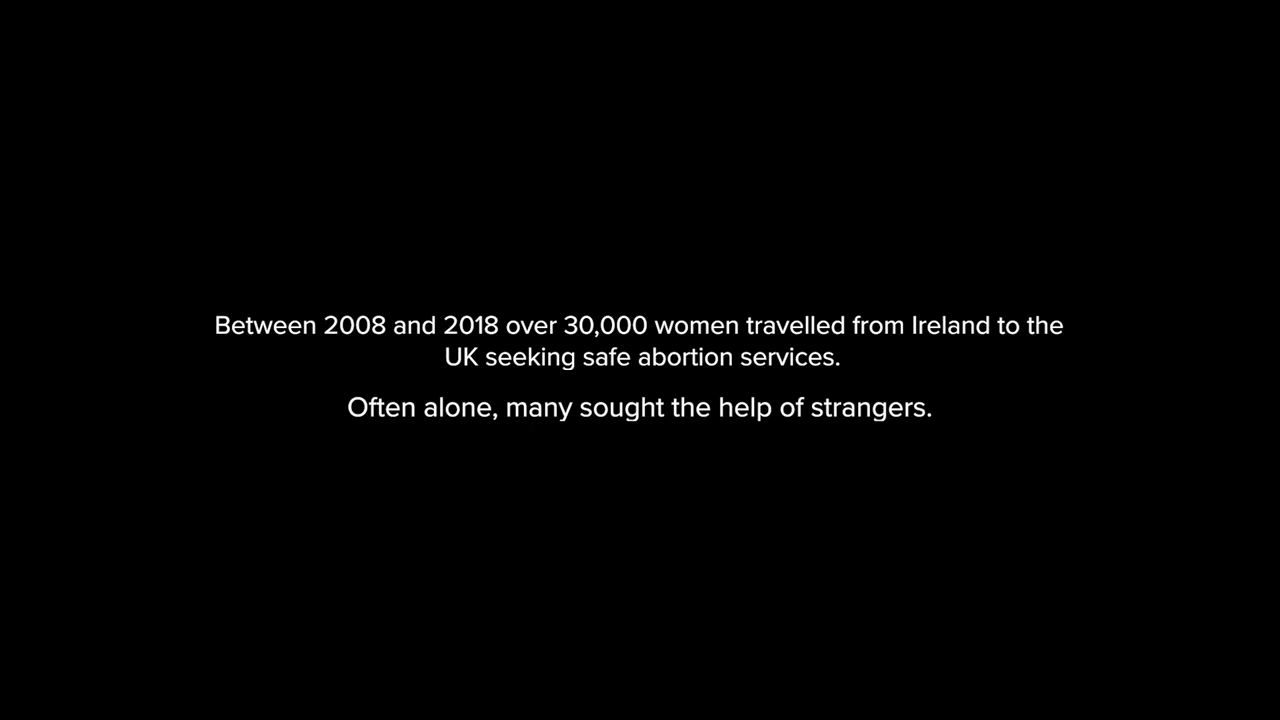 Between 2008 and 2018 over 30,000 women travelled from Ireland to the
UK seeking safe abortion services.
Often alone, many sought the help of strangers.